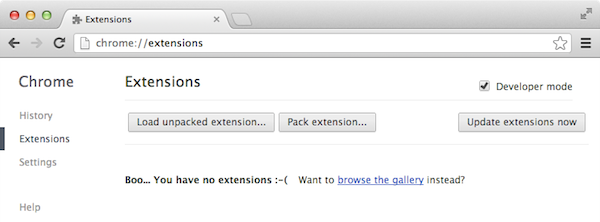 Extensions
chrome://extensions
Chrome
Extensions
Developer mode
History
Load unpacked extension...
Pack extension...
Update extensions now
Extensions
Settings
Boo... You have no extensions :-( Want to browse the gallery instead?
Help